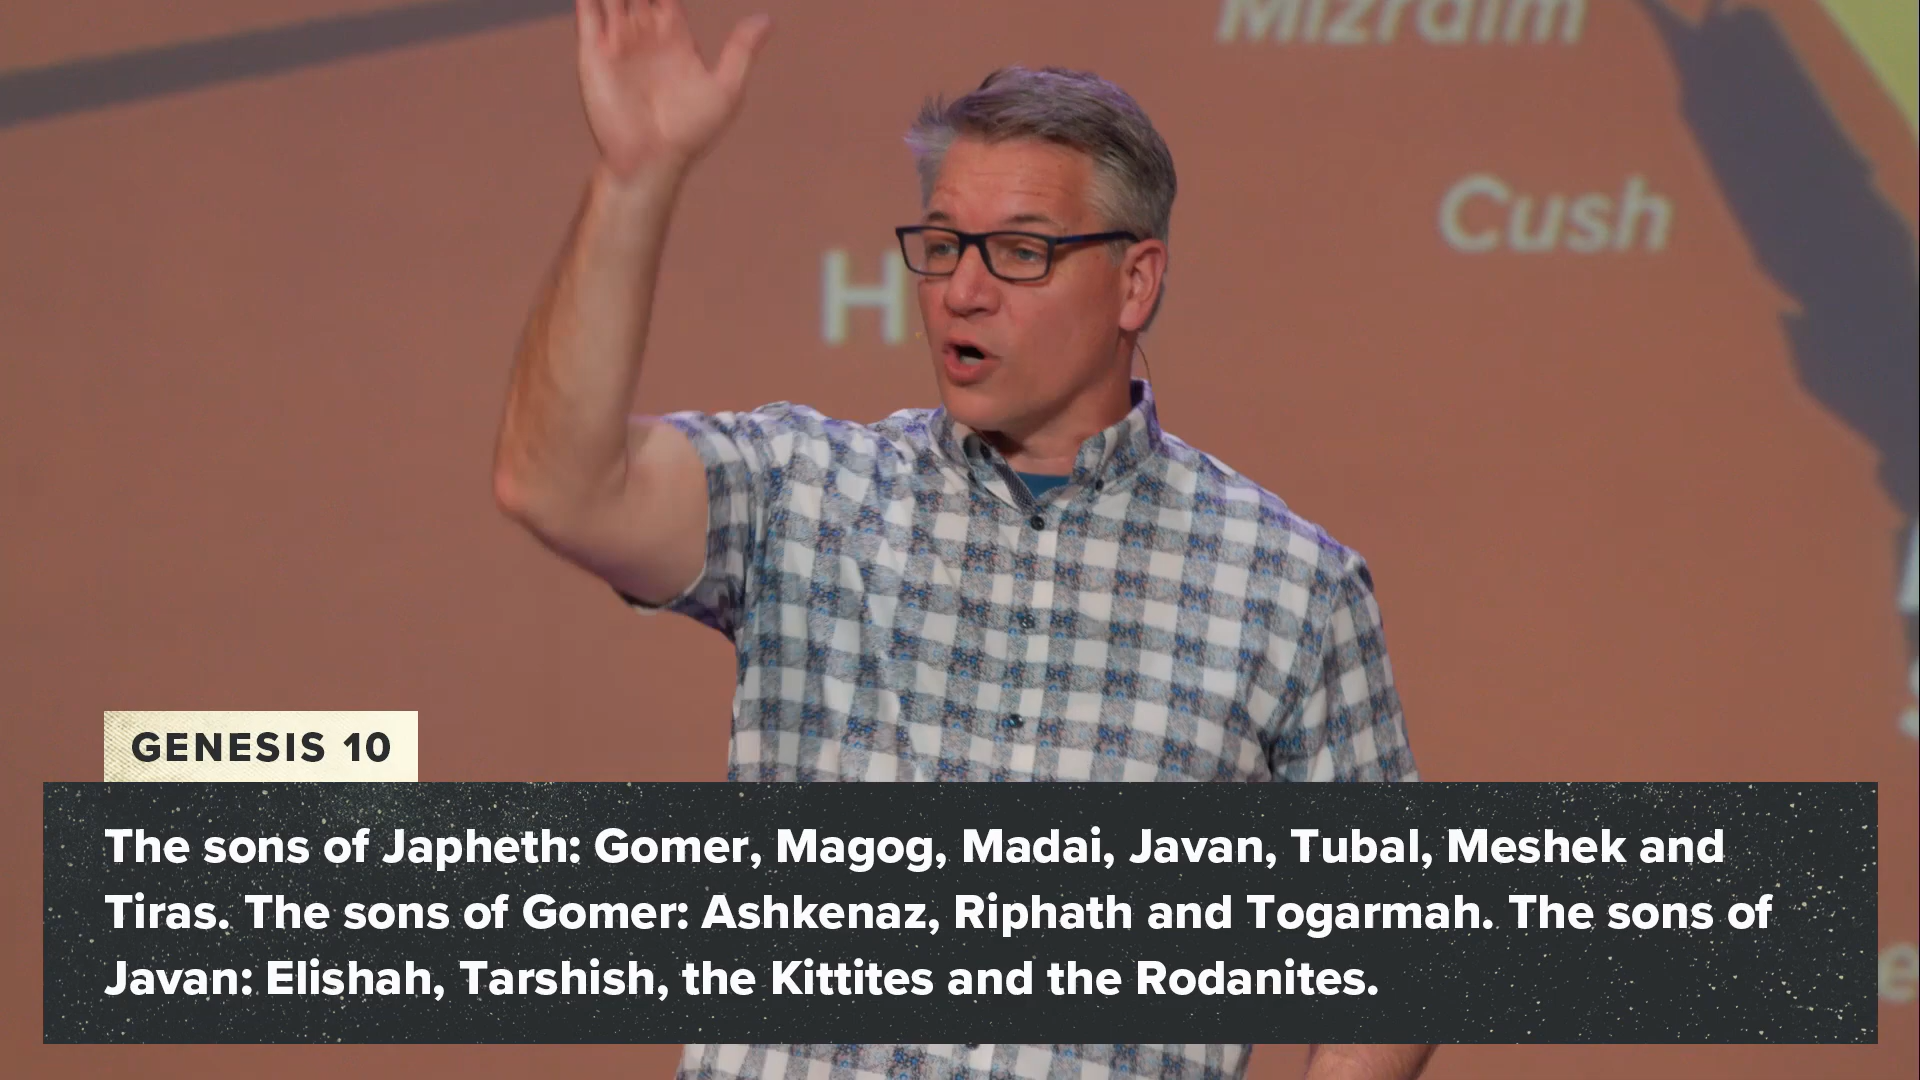 Mizraim
Cush
H
GENESIS 10
The sons of Japheth: Gomer, Magog, Madai, Javan, Tubal, Meshek and
Tiras. The sons of Gomer: Ashkenaz, Riphath and Togarmah. The sons of
Javan: Elishah, Tarshish, the Kittites and the Rodanites.